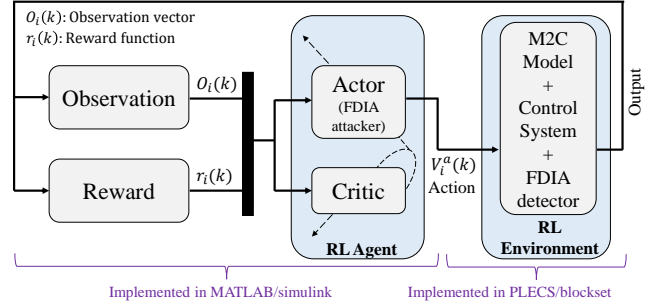 O_i(k): Observation vector
r_i(k): Reward function
Observation
O_i(k)
Reward
r_i(k)
Actor
(FDIA
attacker)
Critic
RL Agent
V_i^a(k)
Action
M2C
Model
+
Control
System
+
FDIA
detector
RL
Environment
Output
Implemented in MATLAB/simulink
Implemented in PLECS/blockset